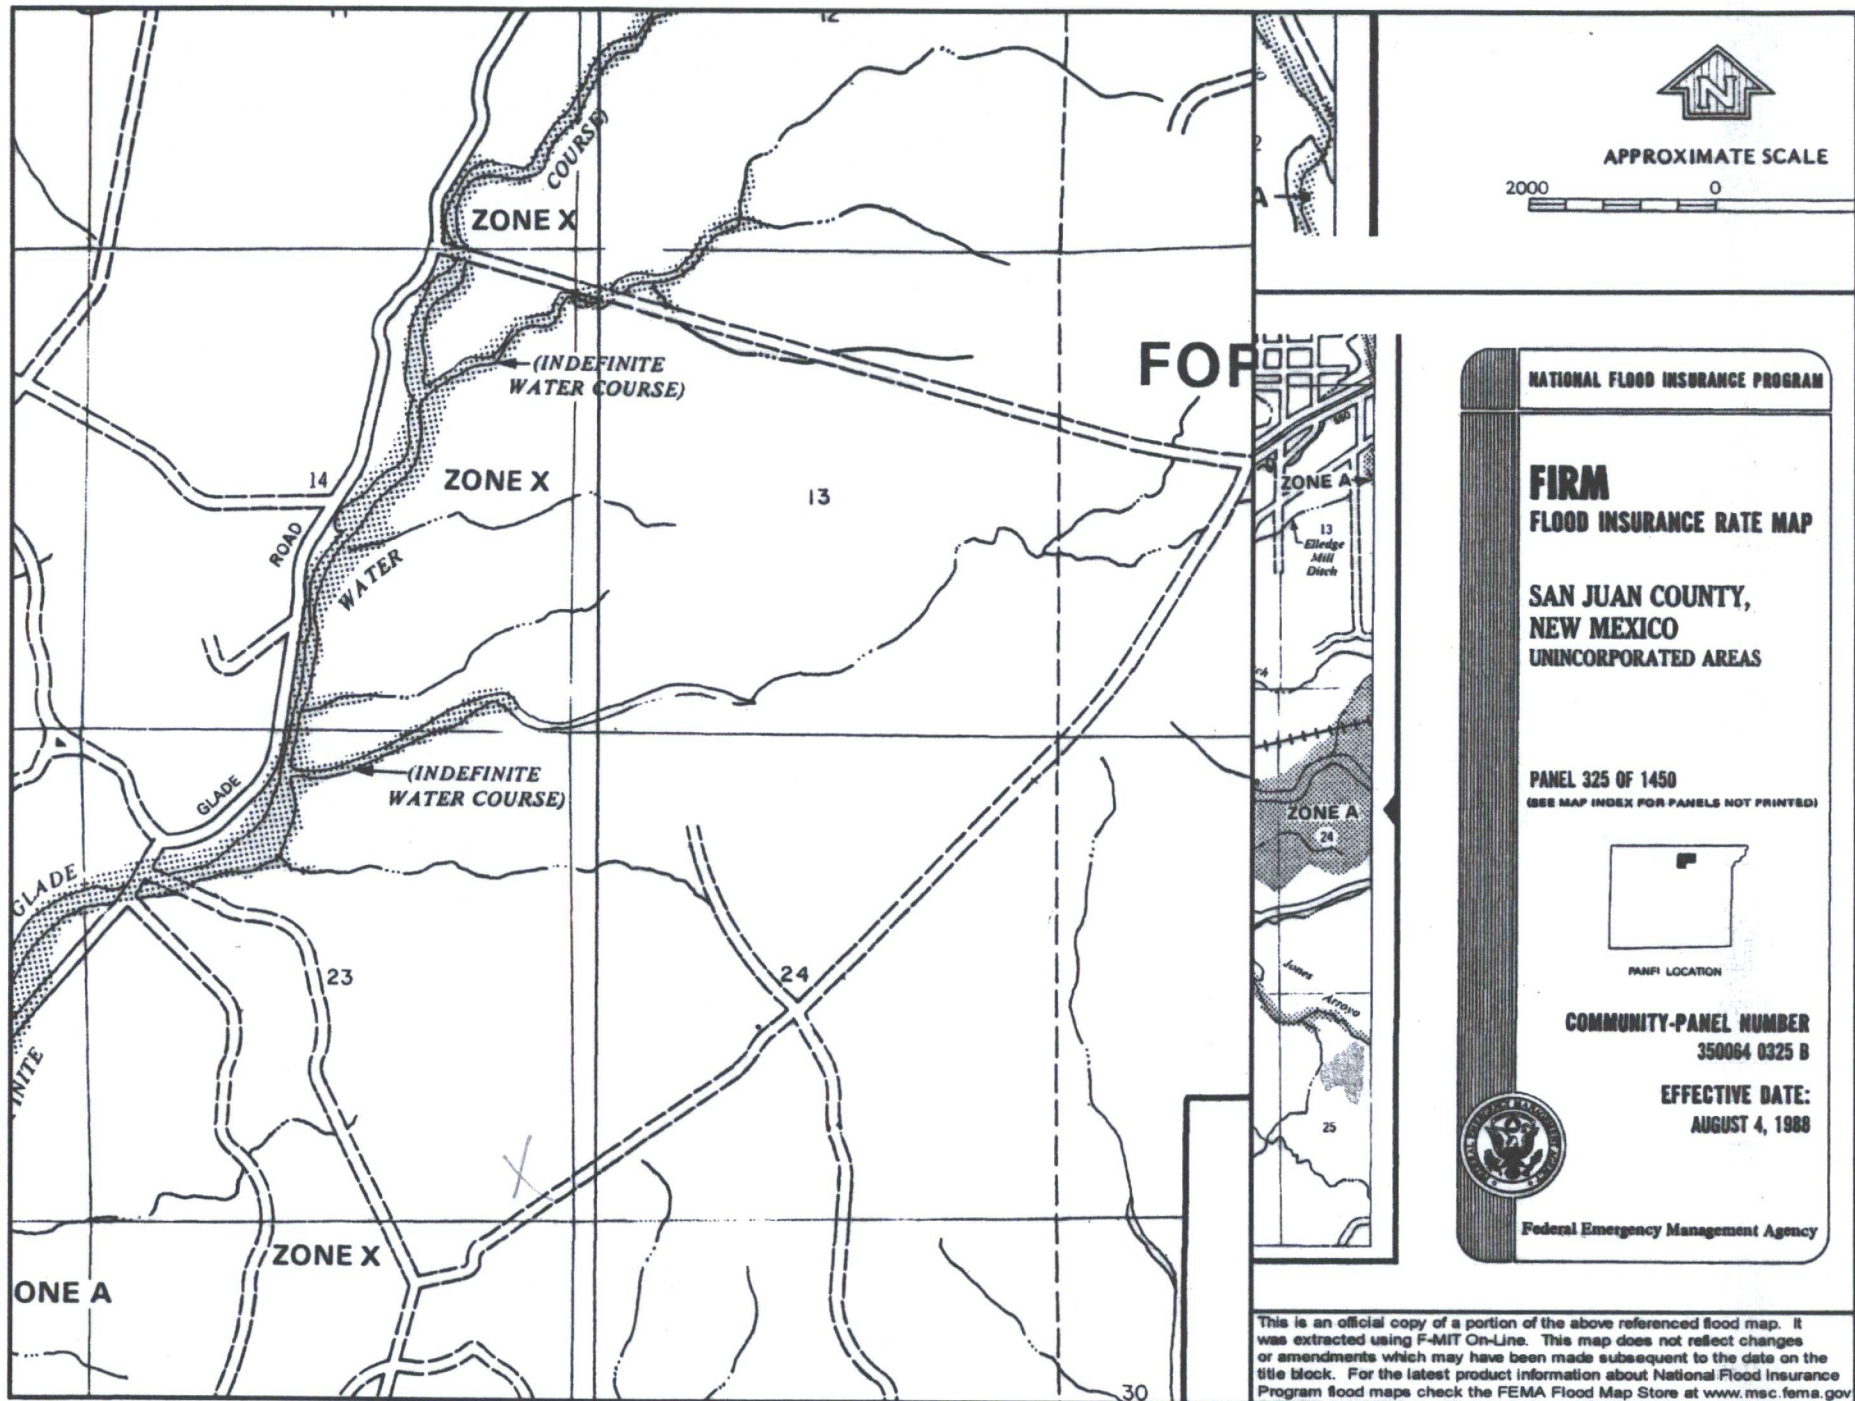 11
12
COURSE)
ZONE X
(INDEFINITE
WATER COURSE)
FOR
14
ZONE X
13
ROAD
WATER
(INDEFINITE
WATER COURSE)
GLADE
GLADE
23
24
INITE
ZONE X
ONE A
30
A
ZONE A
13
Elledge
Mill
Ditch
ZONE A
24
Jones
Arroyo
25
N
APPROXIMATE SCALE
2000 0
NATIONAL FLOOD INSURANCE PROGRAM
FIRM
FLOOD INSURANCE RATE MAP
SAN JUAN COUNTY,
NEW MEXICO
UNINCORPORATED AREAS
PANEL 325 OF 1450
(SEE MAP INDEX FOR PANELS NOT PRINTED)
PANEL LOCATION
COMMUNITY-PANEL NUMBER
350064 0325 B
EFFECTIVE DATE:
AUGUST 4, 1988
Federal Emergency Management Agency
This is an official copy of a portion of the above referenced flood map. It
was extracted using F-MIT On-Line. This map does not reflect changes
or amendments which may have been made subsequent to the date on the
title block. For the latest product information about National Flood Insurance
Program flood maps check the FEMA Flood Map Store at www.msc.fema.gov